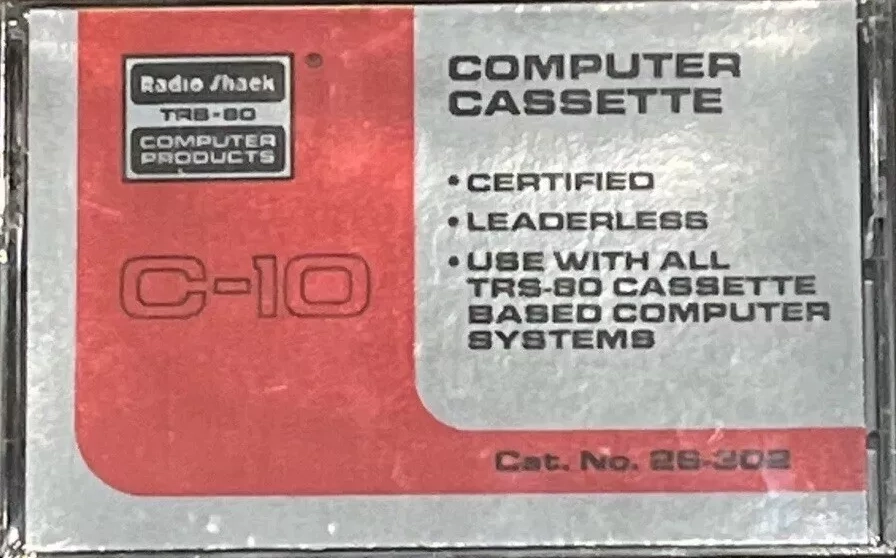 Radio Shack
TRS-80
COMPUTER
PRODUCTS
®
C-10
COMPUTER
CASSETTE
• CERTIFIED
• LEADERLESS
• USE WITH ALL
TRS-80 CASSETTE
BASED COMPUTER
SYSTEMS
Cat. No. 26-302